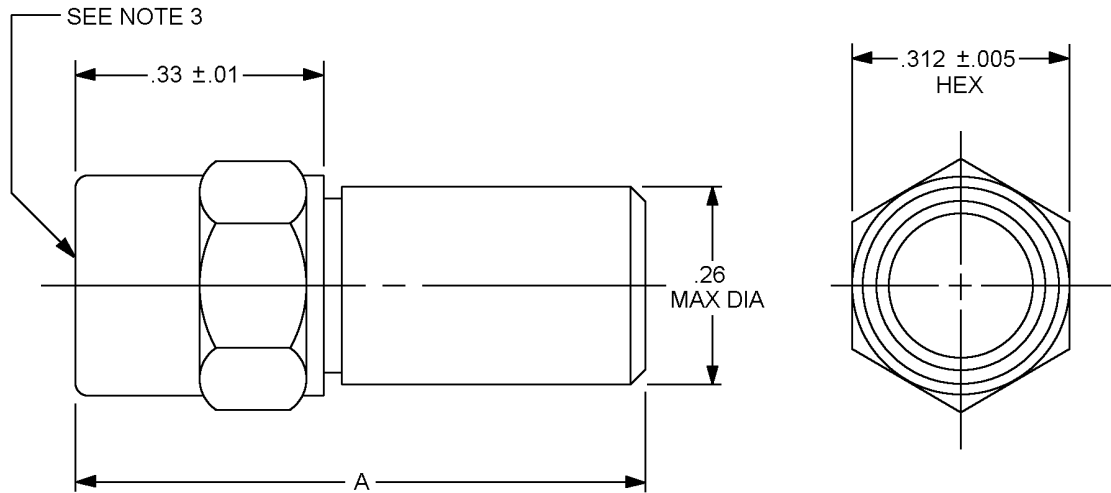 SEE NOTE 3
.33 ±.01
.312 ±.005
HEX
.26
MAX DIA
A